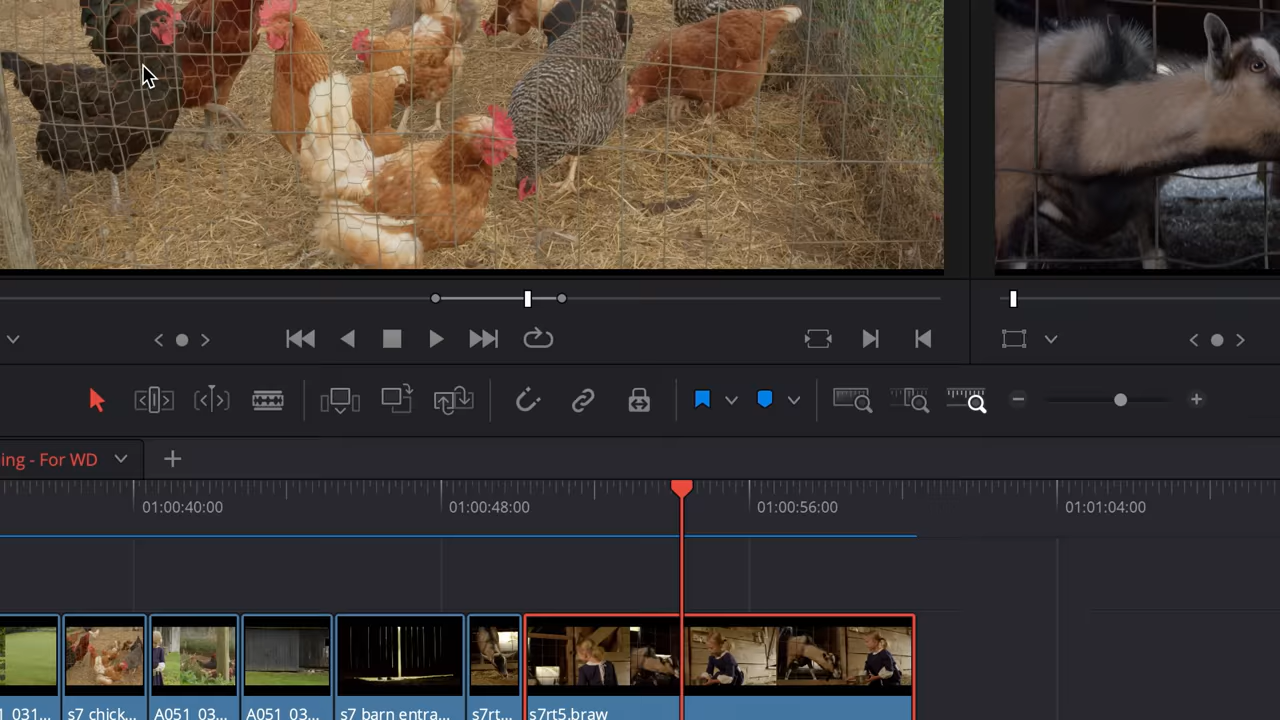 ing - For WD
01:00:40:00
01:00:48:00
01:00:56:00
01:01:04:00
1_031...
s7 chick...
A051_03...
A051_03...
s7 barn entra...
s7rt...
s7rt5.braw